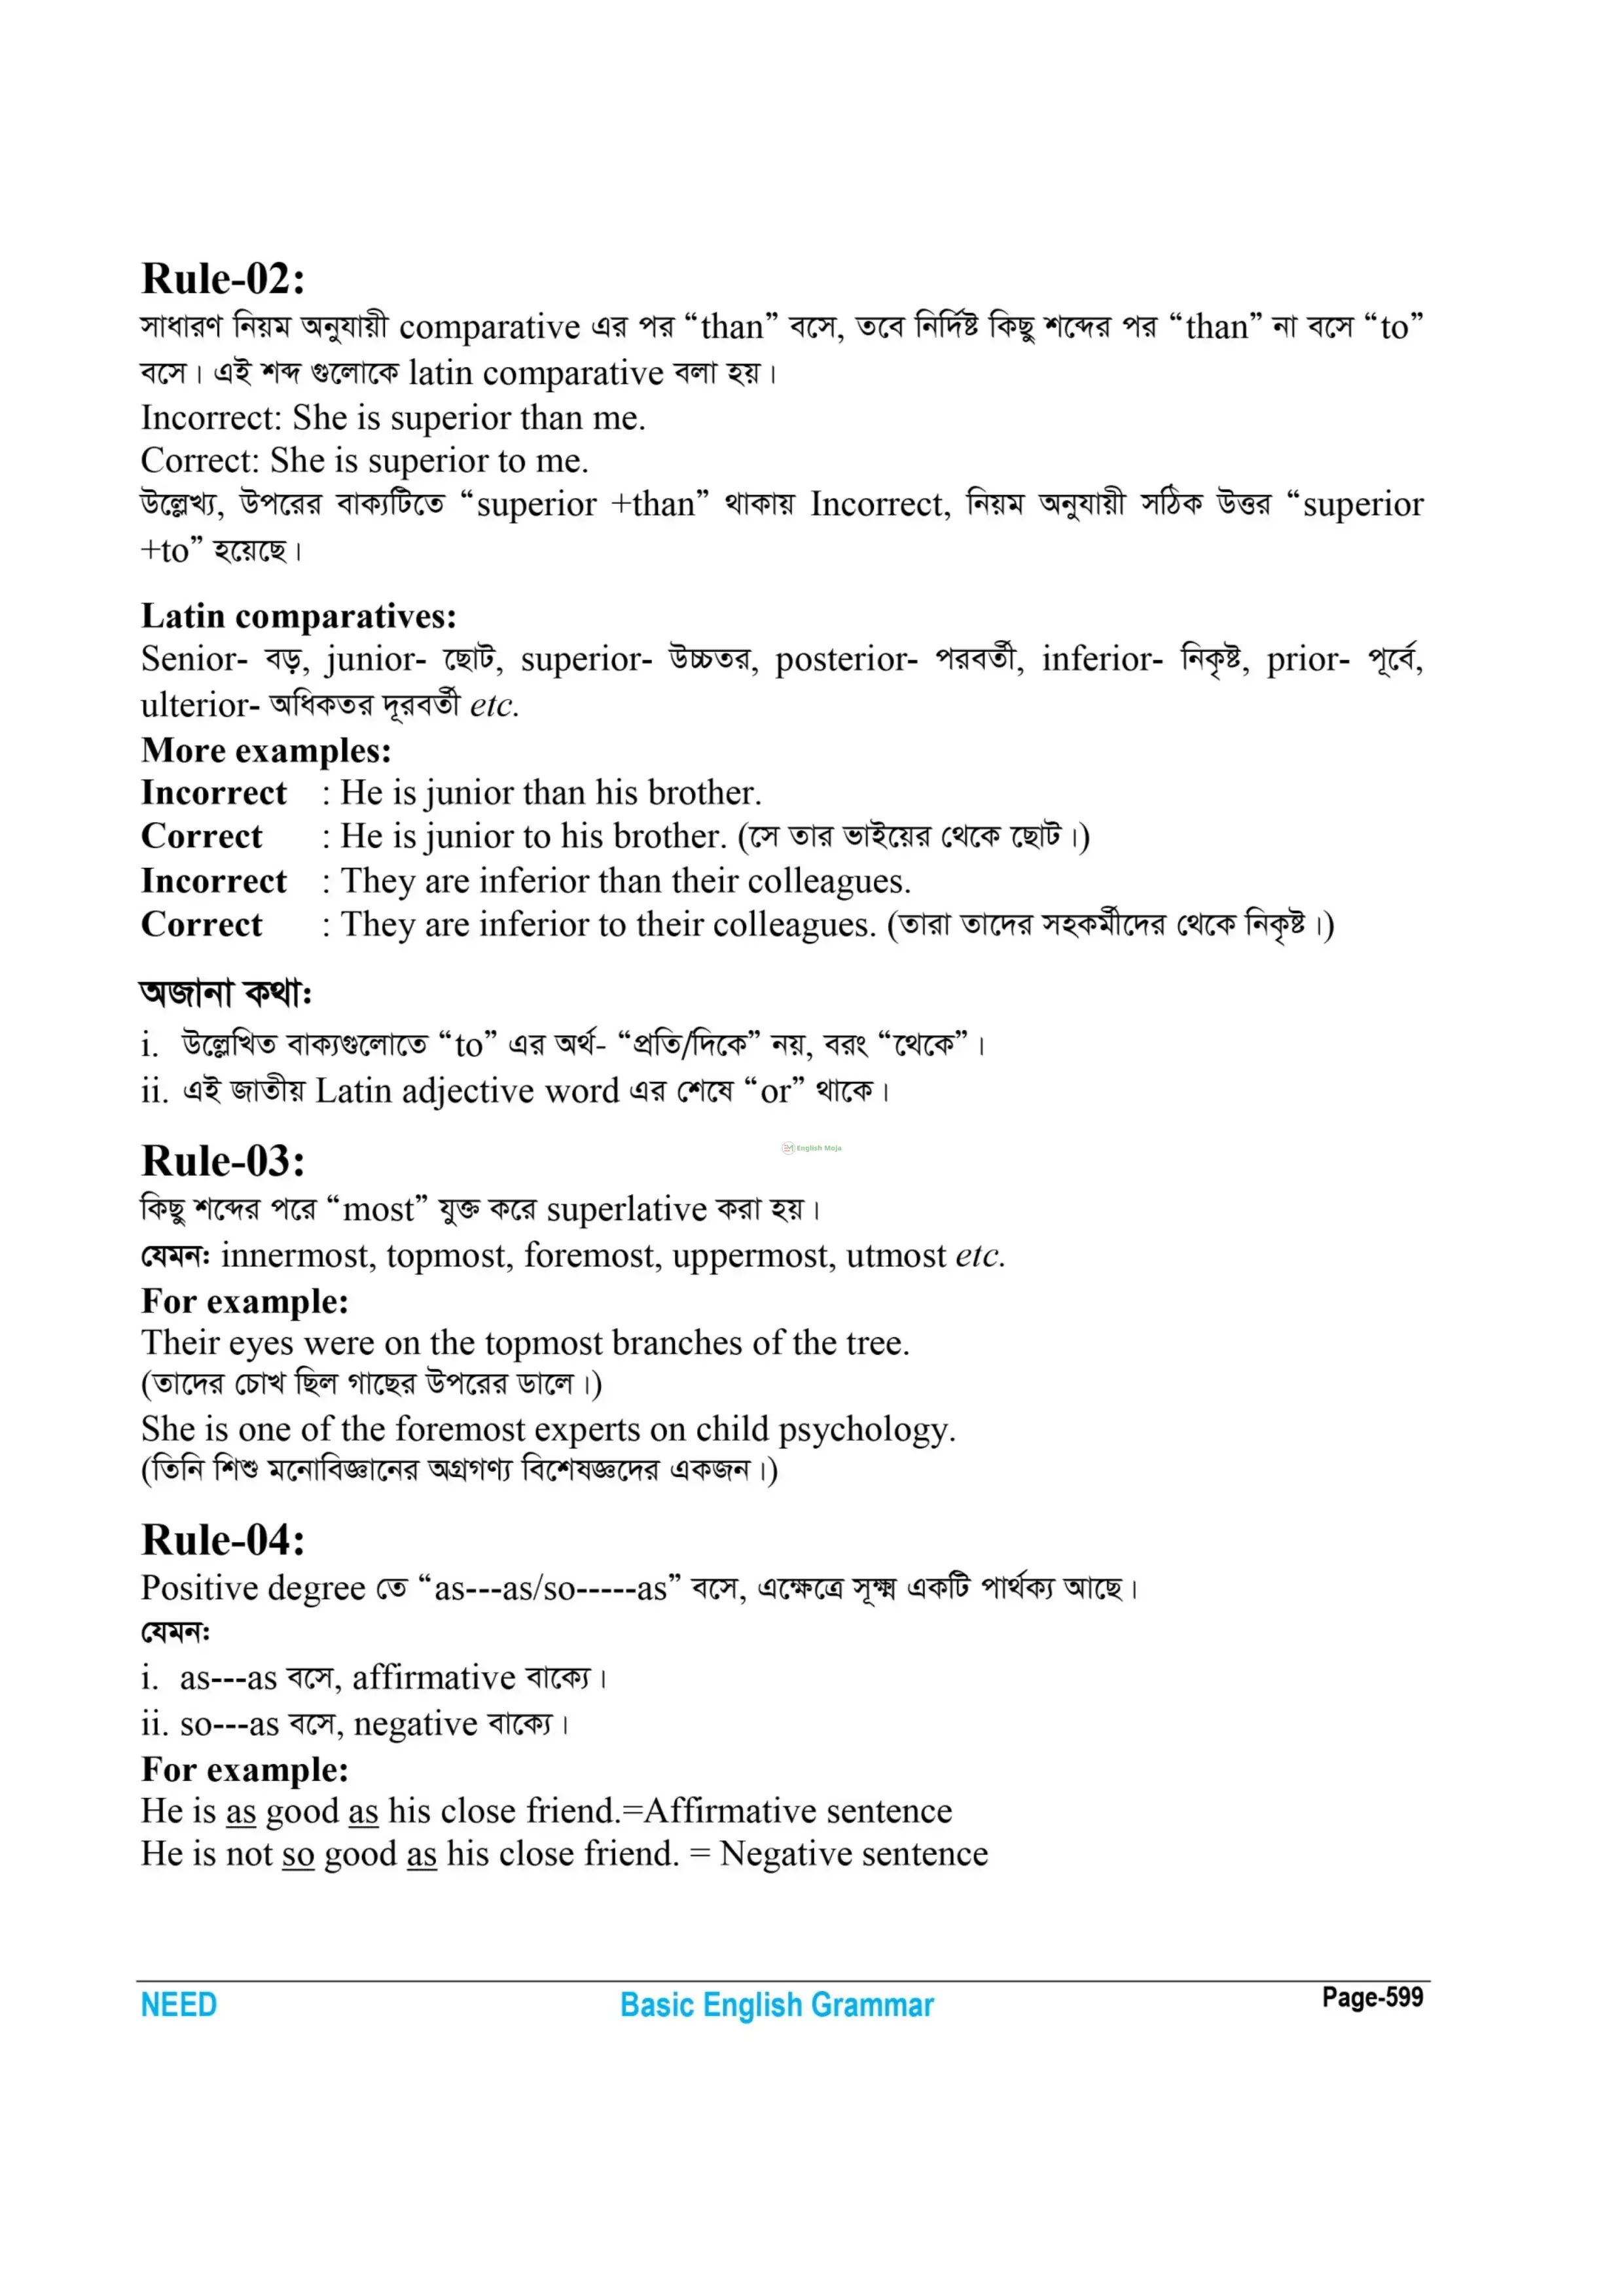 Rule-02:
সাধারণ নিয়ম অনুযায়ী comparative এর পর “than” বসে, তবে নির্দিষ্ট কিছু শব্দের পর “than” না বসে “to”
বসে। এই শব্দ গুলোকে latin comparative বলা হয়।
Incorrect: She is superior than me.
Correct: She is superior to me.
উল্লেখ্য, উপরের বাক্যটিতে “superior +than” থাকায় Incorrect, নিয়ম অনুযায়ী সঠিক উত্তর “superior
+to” হয়েছে।
Latin comparatives:
Senior- বড়, junior- ছোট, superior- উচ্চতর, posterior- পরবর্তী, inferior- নিকৃষ্ট, prior- পূর্বে,
ulterior- অধিকতর দূরবর্তী etc.
More examples:
Incorrect : He is junior than his brother.
Correct : He is junior to his brother. (সে তার ভাইয়ের থেকে ছোট।)
Incorrect : They are inferior than their colleagues.
Correct : They are inferior to their colleagues. (তারা তাদের সহকর্মীদের থেকে নিকৃষ্ট।)
অজানা কথা:
i. উল্লেখিত বাক্যগুলোতে “to” এর অর্থ- “প্রতি/দিকে” নয়, বরং “থেকে”।
ii. এই জাতীয় Latin adjective word এর শেষে “or” থাকে।
English Moja
Rule-03:
কিছু শব্দের পরে “most” যুক্ত করে superlative করা হয়।
যেমন: innermost, topmost, foremost, uppermost, utmost etc.
For example:
Their eyes were on the topmost branches of the tree.
(তাদের চোখ ছিল গাছের উপরের ডালে।)
She is one of the foremost experts on child psychology.
(তিনি শিশু মনোবিজ্ঞানের অগ্রগণ্য বিশেষজ্ঞদের একজন।)
Rule-04:
Positive degree তে “as---as/so-----as” বসে, এক্ষেত্রে সূক্ষ্ম একটি পার্থক্য আছে।
যেমন:
i. as---as বসে, affirmative বাক্যে।
ii. so---as বসে, negative বাক্যে।
For example:
He is as good as his close friend.=Affirmative sentence
He is not so good as his close friend. = Negative sentence
NEED Basic English Grammar Page-599